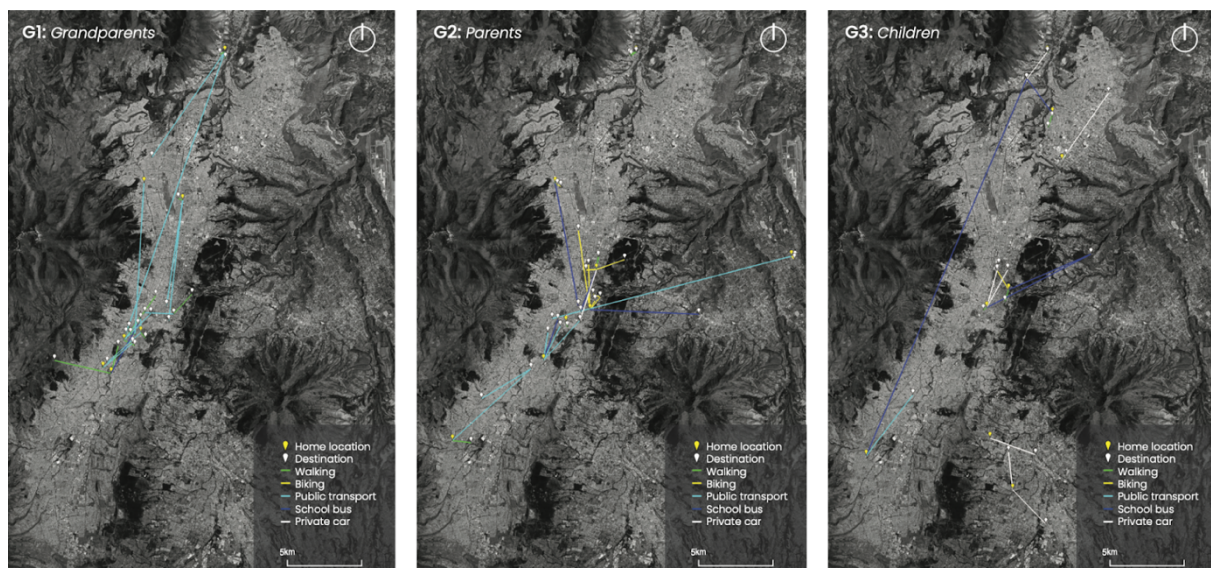 G1: Grandparents
Home location
Destination
Walking
Biking
Public transport
School bus
Private car
5km
G2: Parents
Home location
Destination
Walking
Biking
Public transport
School bus
Private car
5km
G3: Children
Home location
Destination
Walking
Biking
Public transport
School bus
Private car
5km